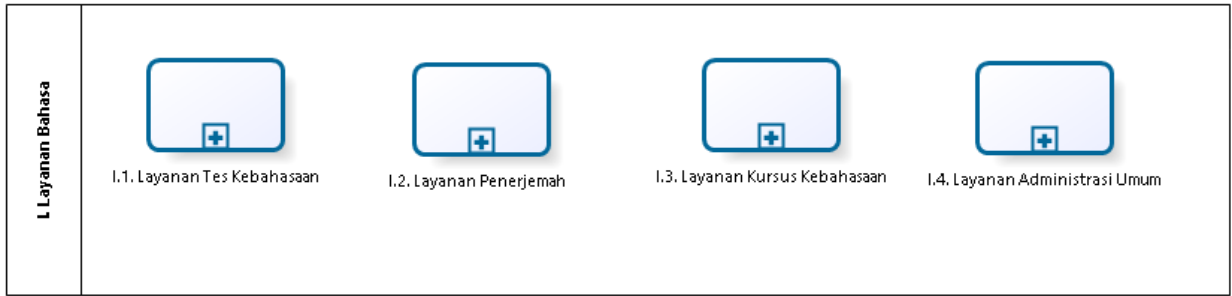 I. Layanan Bahasa
I.1. Layanan Tes Kebahasaan
I.2. Layanan Penerjemah
I.3. Layanan Kursus Kebahasaan
I.4. Layanan Administrasi Umum